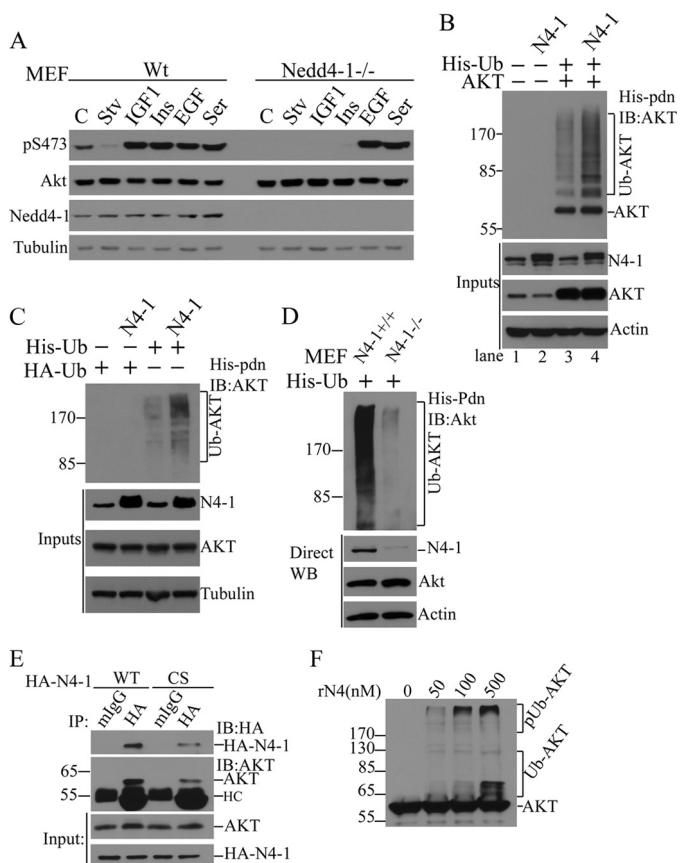 A
MEF Wt Nedd4-1-/-
C Stv IGF1 Ins EGF Ser C Stv IGF1 Ins EGF Ser
pS473
Akt
Nedd4-1
Tubulin
B
N4-1 N4-1
His-Ub − − + +
AKT − − + +
His-pdn
IB:AKT
170
85
55
Ub-AKT
AKT
N4-1
Inputs
AKT
Actin
lane 1 2 3 4
C
N4-1 N4-1
His-Ub − − + +
HA-Ub + + − −
His-pdn
IB:AKT
170
85
Ub-AKT
N4-1
Inputs
AKT
Tubulin
D
MEF N4-1+/+ N4-1-/-
His-Ub + +
His-Pdn
IB:Akt
170
85
Ub-AKT
Direct
WB
N4-1
Akt
Actin
E
HA-N4-1 WT CS
IP: mIgG HA mIgG HA
IB:HA
HA-N4-1
IB:AKT
65
AKT
55
HC
Input:
AKT
HA-N4-1
F
rN4(nM) 0 50 100 500
pUb-AKT
170
130
85
65
55
Ub-AKT
AKT